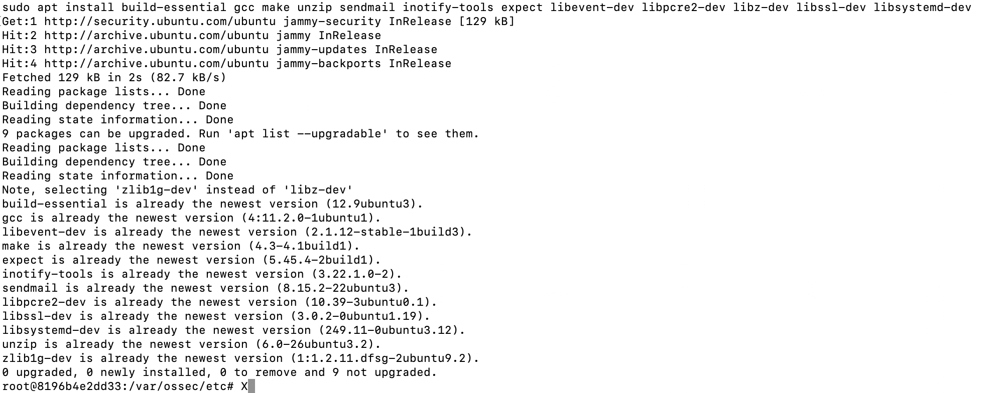 sudo apt install build-essential gcc make unzip sendmail inotify-tools expect libevent-dev libpcre2-dev libz-dev libssl-dev libsystemd-dev
Get:1 http://security.ubuntu.com/ubuntu jammy-security InRelease [129 kB]
Hit:2 http://archive.ubuntu.com/ubuntu jammy InRelease
Hit:3 http://archive.ubuntu.com/ubuntu jammy-updates InRelease
Hit:4 http://archive.ubuntu.com/ubuntu jammy-backports InRelease
Fetched 129 kB in 2s (82.7 kB/s)
Reading package lists... Done
Building dependency tree... Done
Reading state information... Done
9 packages can be upgraded. Run 'apt list --upgradable' to see them.
Reading package lists... Done
Building dependency tree... Done
Reading state information... Done
Note, selecting 'zlib1g-dev' instead of 'libz-dev'
build-essential is already the newest version (12.9ubuntu3).
gcc is already the newest version (4:11.2.0-1ubuntu1).
libevent-dev is already the newest version (2.1.12-stable-1build3).
make is already the newest version (4.3-4.1build1).
expect is already the newest version (5.45.4-2build1).
inotify-tools is already the newest version (3.22.1.0-2).
sendmail is already the newest version (8.15.2-22ubuntu3).
libpcre2-dev is already the newest version (10.39-3ubuntu0.1).
libssl-dev is already the newest version (3.0.2-0ubuntu1.19).
libsystemd-dev is already the newest version (249.11-0ubuntu3.12).
unzip is already the newest version (6.0-26ubuntu3.2).
zlib1g-dev is already the newest version (1:1.2.11.dfsg-2ubuntu9.2).
0 upgraded, 0 newly installed, 0 to remove and 9 not upgraded.
root@8196b4e2dd33:/var/ossec/etc# X